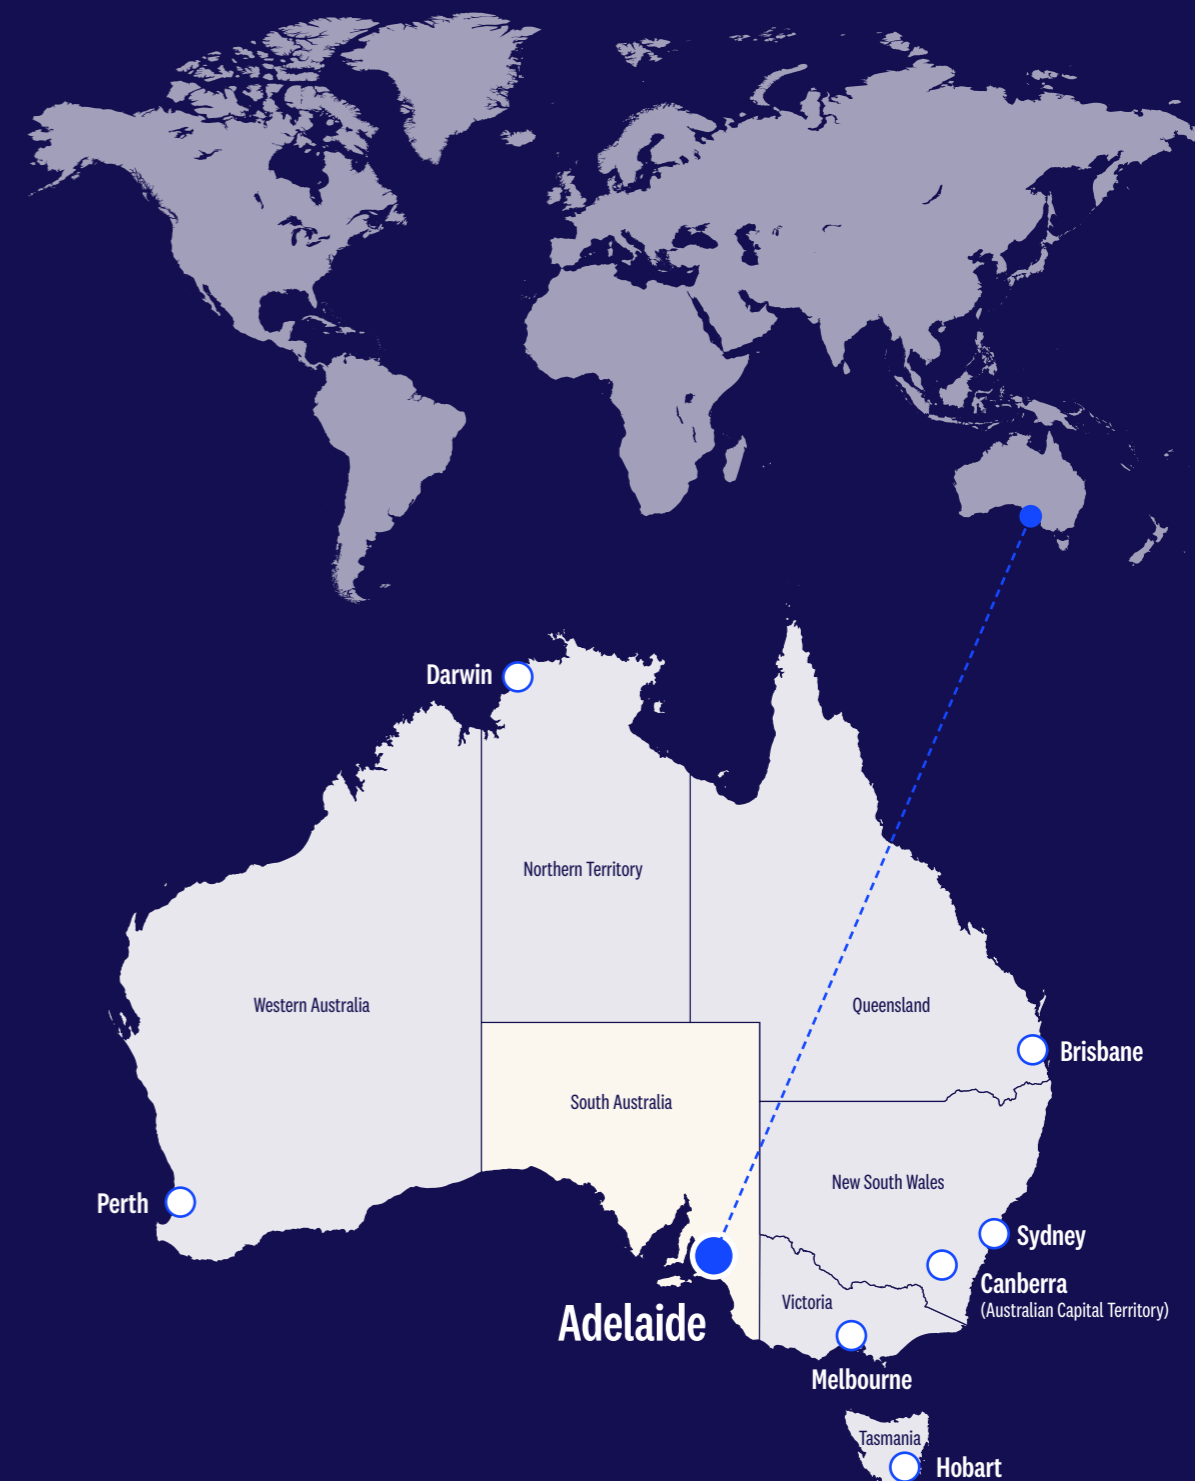 Darwin
Northern Territory
Western Australia
Queensland
Brisbane
South Australia
New South Wales
Perth
Sydney
Canberra
(Australian Capital Territory)
Victoria
Adelaide
Melbourne
Tasmania
Hobart